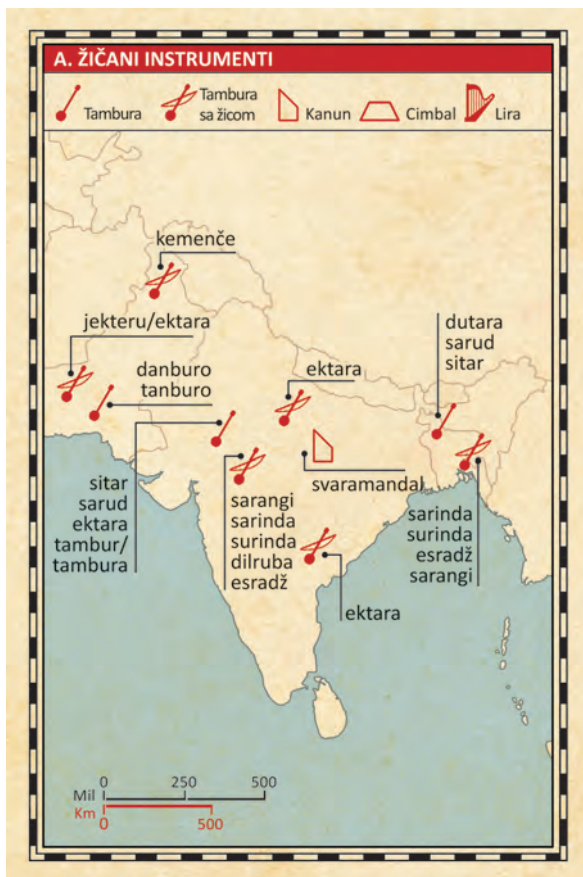 A. ŽIČANI INSTRUMENTI
Tambura
Tambura
sa žicom
Kanun
Cimbal
Lira
kemenče
jekteru/ektara
danburo
tanburo
ektara
dutara
sarud
sitar
sitar
sarud
ektara
tambur/
tambura
sarangi
sarinda
surinda
dilruba
esradž
svaramandal
sarinda
surinda
esradž
sarangi
ektara
Mil 0 250 500
Km 0 500